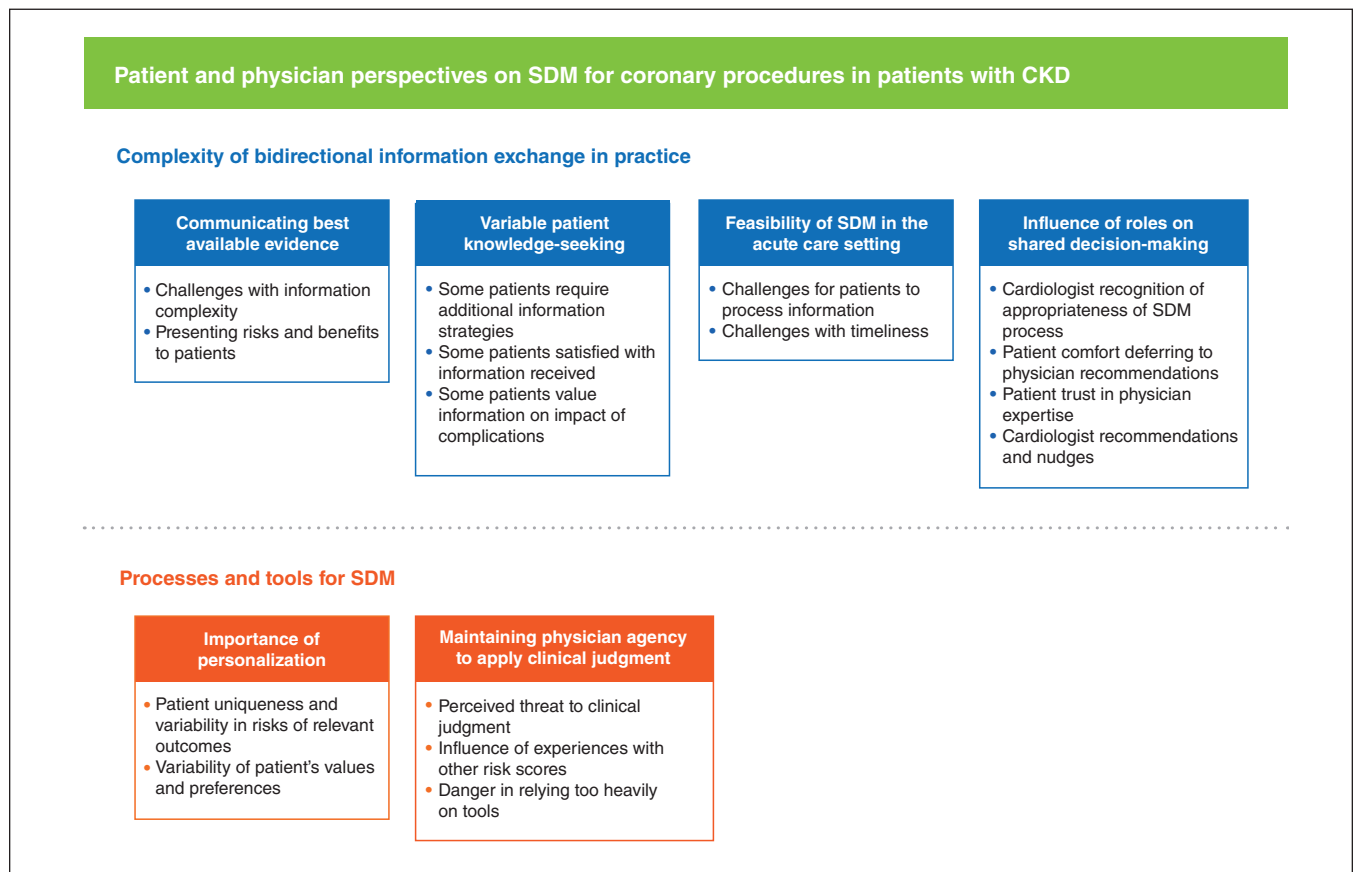 Patient and physician perspectives on SDM for coronary procedures in patients with CKD
Complexity of bidirectional information exchange in practice
Communicating best
available evidence
• Challenges with information
complexity
• Presenting risks and benefits
to patients
Variable patient
knowledge-seeking
• Some patients require
additional information
strategies
• Some patients satisfied with
information received
• Some patients value
information on impact of
complications
Feasibility of SDM in the
acute care setting
• Challenges for patients to
process information
• Challenges with timeliness
Influence of roles on
shared decision-making
• Cardiologist recognition of
appropriateness of SDM
process
• Patient comfort deferring to
physician recommendations
• Patient trust in physician
expertise
• Cardiologist recommendations
and nudges
Processes and tools for SDM
Importance of
personalization
• Patient uniqueness and
variability in risks of relevant
outcomes
• Variability of patient's values
and preferences
Maintaining physician agency
to apply clinical judgment
• Perceived threat to clinical
judgment
• Influence of experiences with
other risk scores
• Danger in relying too heavily
on tools